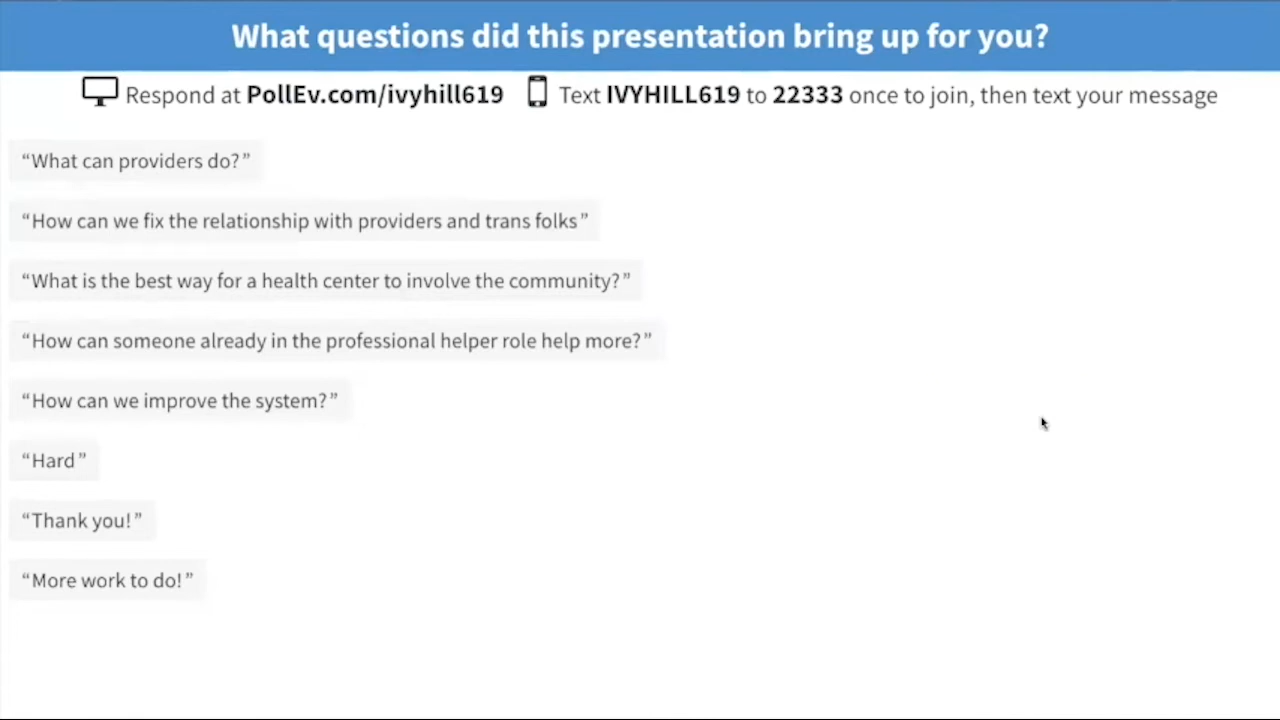 What questions did this presentation bring up for you?
Respond at PollEv.com/ivyhill619 Text IVYHILL619 to 22333 once to join, then text your message
“What can providers do?”
“How can we fix the relationship with providers and trans folks”
“What is the best way for a health center to involve the community?”
“How can someone already in the professional helper role help more?”
“How can we improve the system?”
“Hard”
“Thank you!”
“More work to do!”